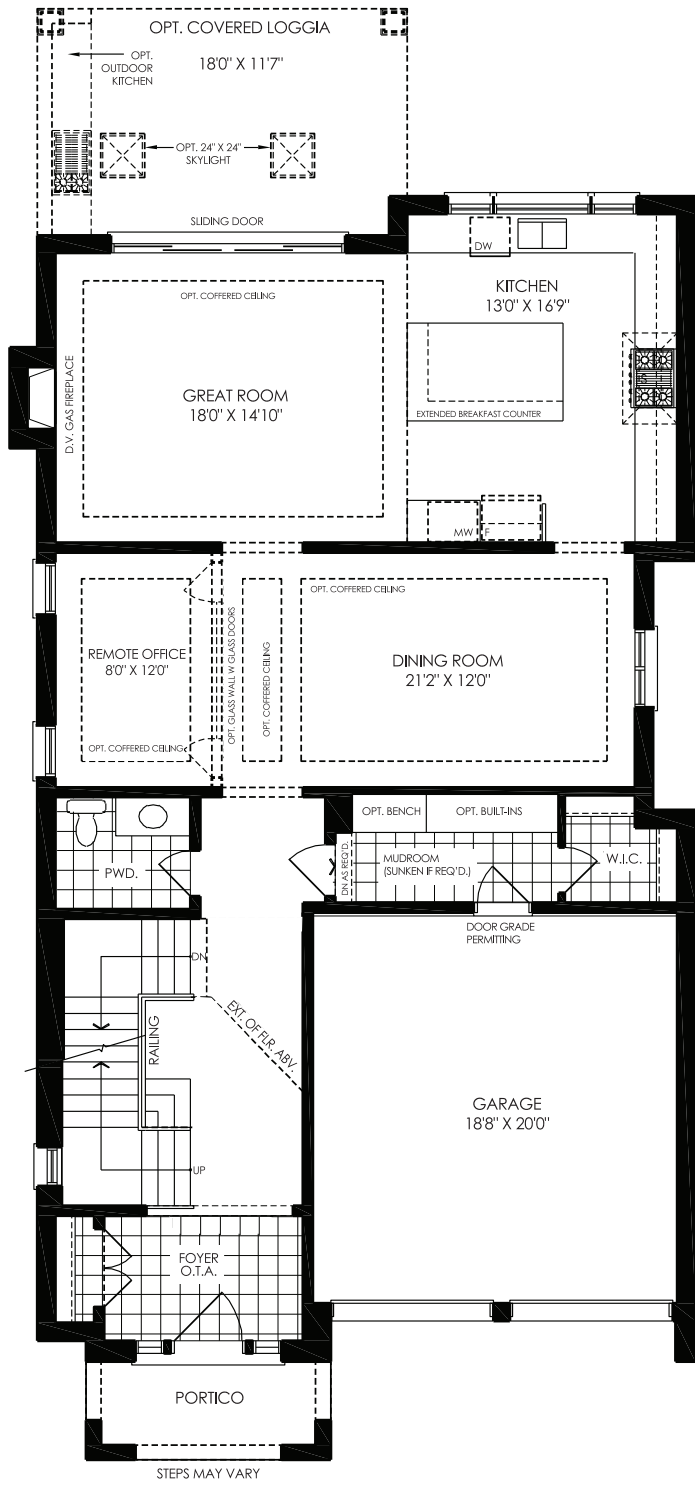 OPT. COVERED LOGGIA
18'0" X 11'7"
OPT.
OUTDOOR
KITCHEN
OPT. 24" X 24"
SKYLIGHT
SLIDING DOOR
DW
KITCHEN
13'0" X 16'9"
OPT. COFFERED CEILING
D.V. GAS FIREPLACE
GREAT ROOM
18'0" X 14'10"
EXTENDED BREAKFAST COUNTER
MW
F
OPT. COFFERED CEILING
REMOTE OFFICE
8'0" X 12'0"
OPT. COFFERED CEILING
OPT. GLASS WALL W GLASS DOORS
OPT. COFFERED CEILING
DINING ROOM
21'2" X 12'0"
OPT. BENCH
OPT. BUILT-INS
PWD.
DN AS REQ'D.
MUDROOM
(SUNKEN IF REQ'D.)
W.I.C.
DOOR GRADE
PERMITTING
DN
RAILING
EXT. OF FLR. ABV.
UP
GARAGE
18'8" X 20'0"
FOYER
O.T.A.
PORTICO
STEPS MAY VARY